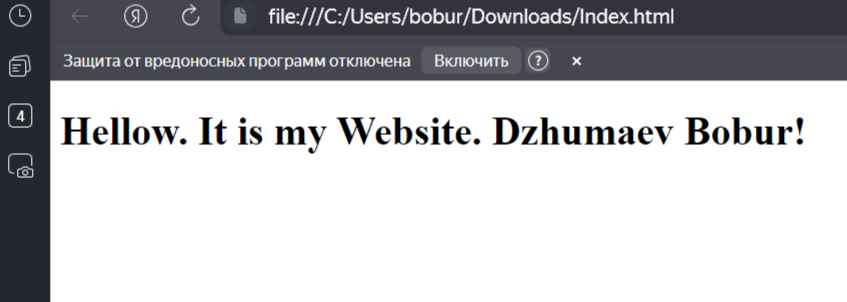 Я file:///C:/Users/bobur/Downloads/Index.html
Защита от вредоносных программ отключена Включить ? ×
4
Hellow. It is my Website. Dzhumaev Bobur!